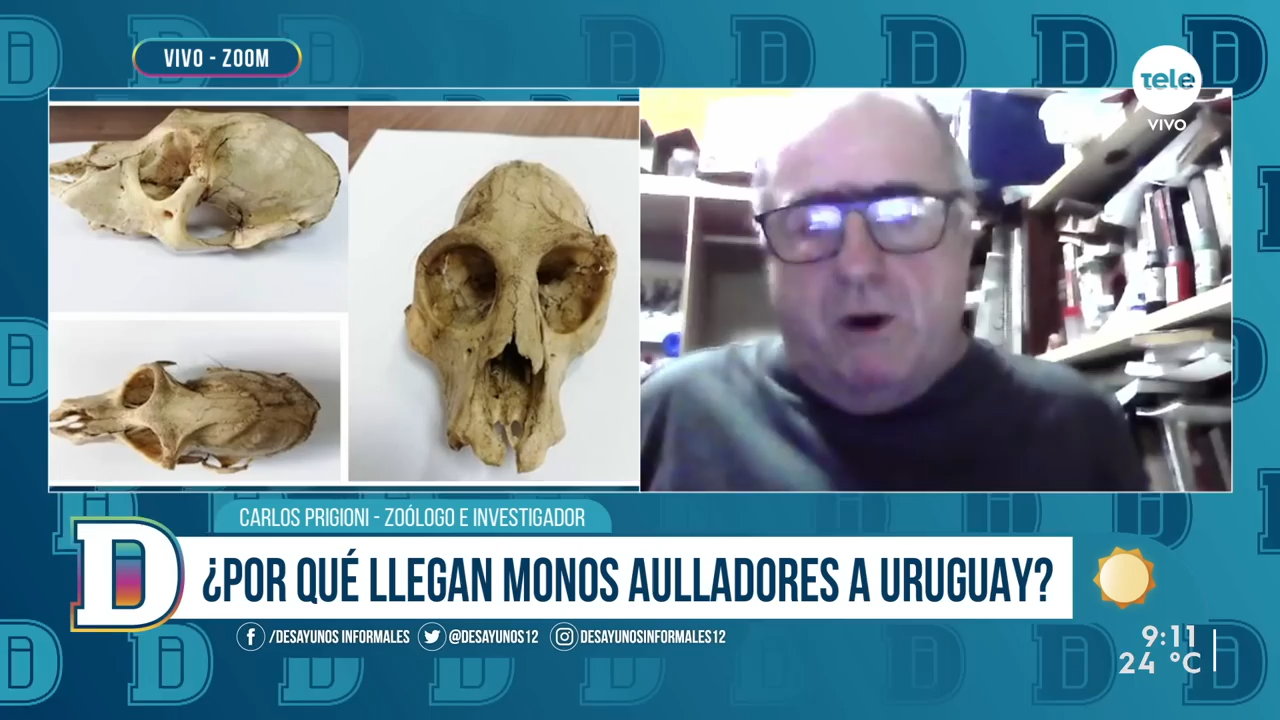 VIVO - ZOOM
tele
VIVO
CARLOS PRIGIONI - ZOÓLOGO E INVESTIGADOR
D
¿POR QUÉ LLEGAN MONOS AULLADORES A URUGUAY?
/DESAYUNOS INFORMALES @DESAYUNOS12 DESAYUNOSINFORMALES12
9:11
24 °C